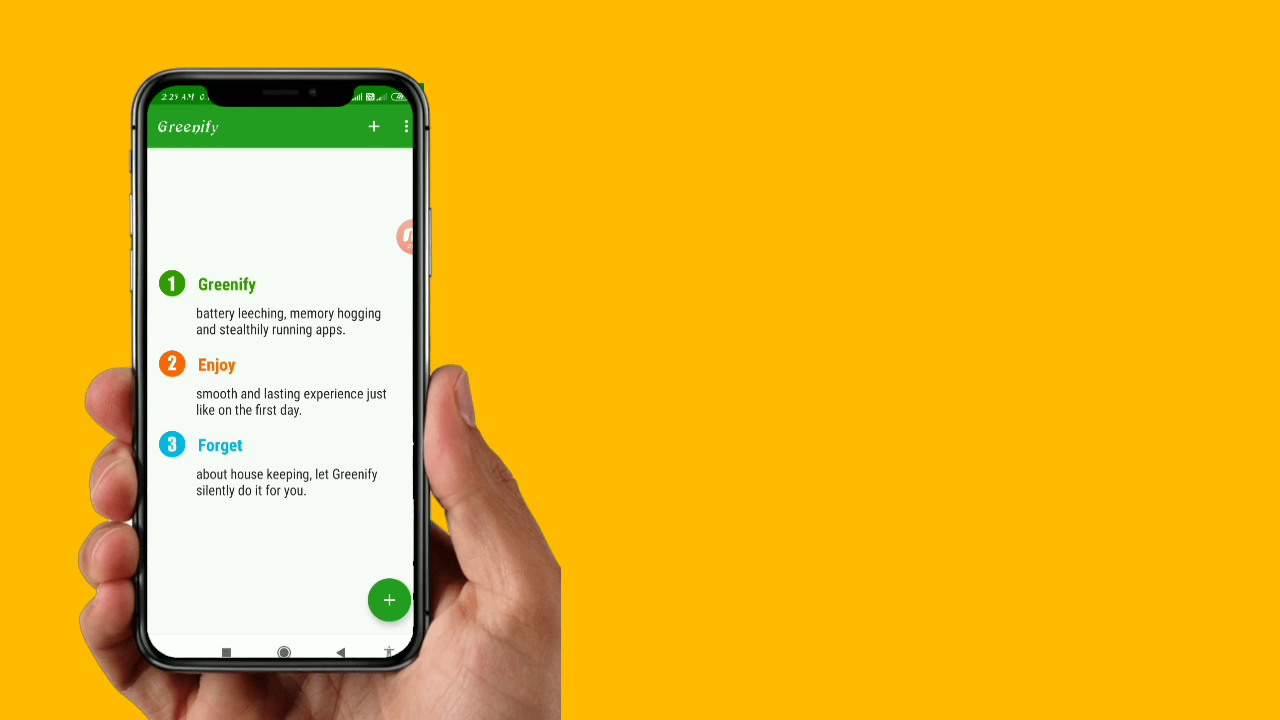 2:29 AM
Greenify
1 Greenify
battery leeching, memory hogging
and stealthily running apps.
2 Enjoy
smooth and lasting experience just
like on the first day.
3 Forget
about house keeping, let Greenify
silently do it for you.